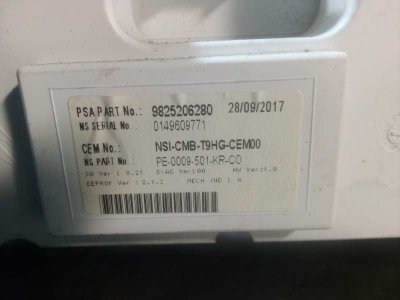 PSA PART No.: 9825206280 28/09/2017
NS SERIAL No.: 0149609771
CEM No.: NSI-CMB-T9HG-CEM00
NS PART No.: PE-0009-501-KR-CO
SW Ver : 8.21 DIAG Ver:00 HW Ver:1.0
EEPROM Ver : 2.1.1 MECH IND : W